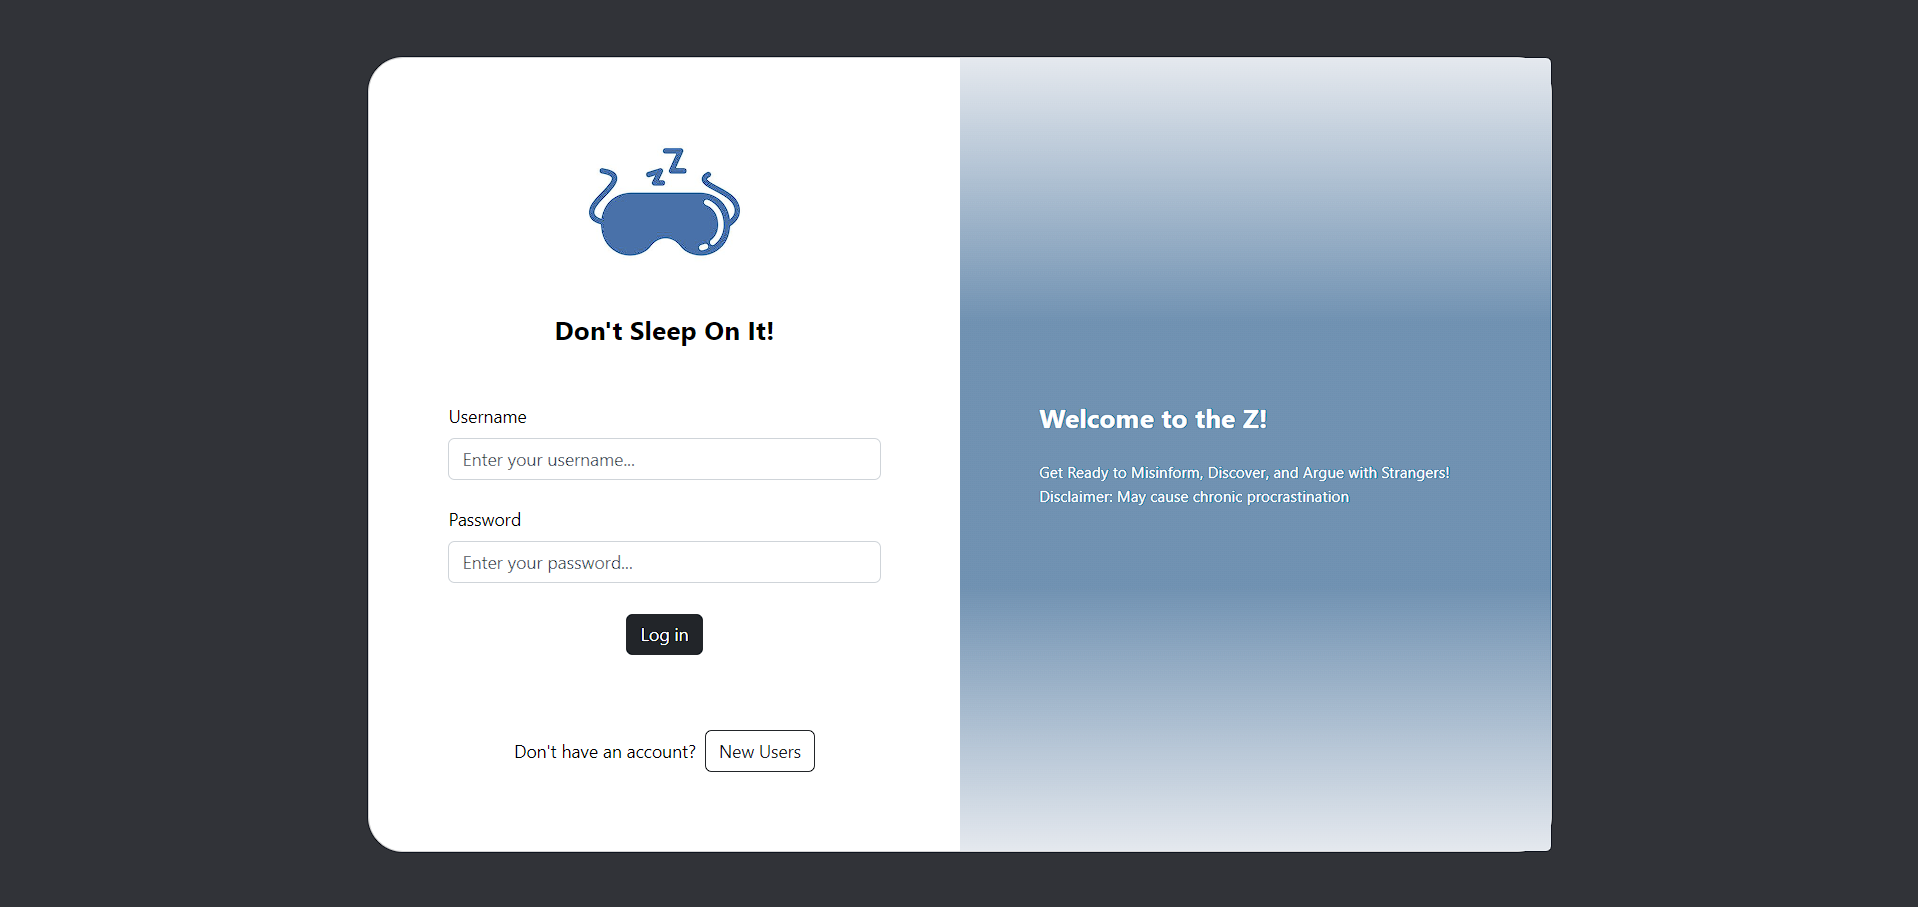 Z
z
Don't Sleep On It!
Username
Enter your username...
Password
Enter your password...
Log in
Don't have an account? New Users
Welcome to the Z!
Get Ready to Misinform, Discover, and Argue with Strangers!
Disclaimer: May cause chronic procrastination